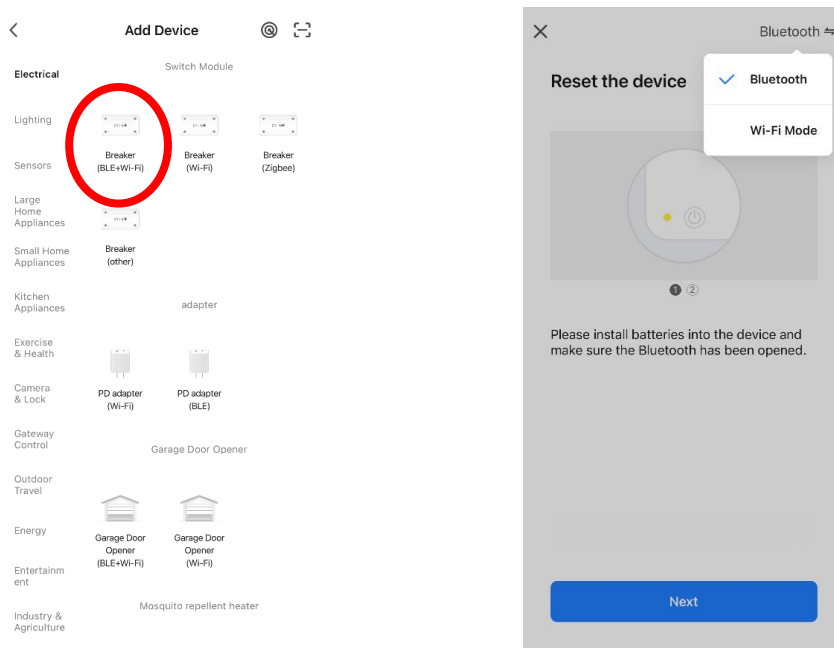 Add Device
Electrical
Lighting
Sensors
Large
Home
Appliances
Small Home
Appliances
Kitchen
Appliances
Exercise
& Health
Camera
& Lock
Gateway
Control
Outdoor
Travel
Energy
Entertainm
ent
Industry &
Agriculture
Switch Module
Breaker
(BLE+Wi-Fi)
Breaker
(Wi-Fi)
Breaker
(Zigbee)
Breaker
(other)
adapter
PD adapter
(Wi-Fi)
PD adapter
(BLE)
Garage Door Opener
Garage Door
Opener
(BLE+Wi-Fi)
Garage Door
Opener
(Wi-Fi)
Mosquito repellent heater
Bluetooth
Bluetooth
Wi-Fi Mode
Reset the device
1 2
Please install batteries into the device and
make sure the Bluetooth has been opened.
Next